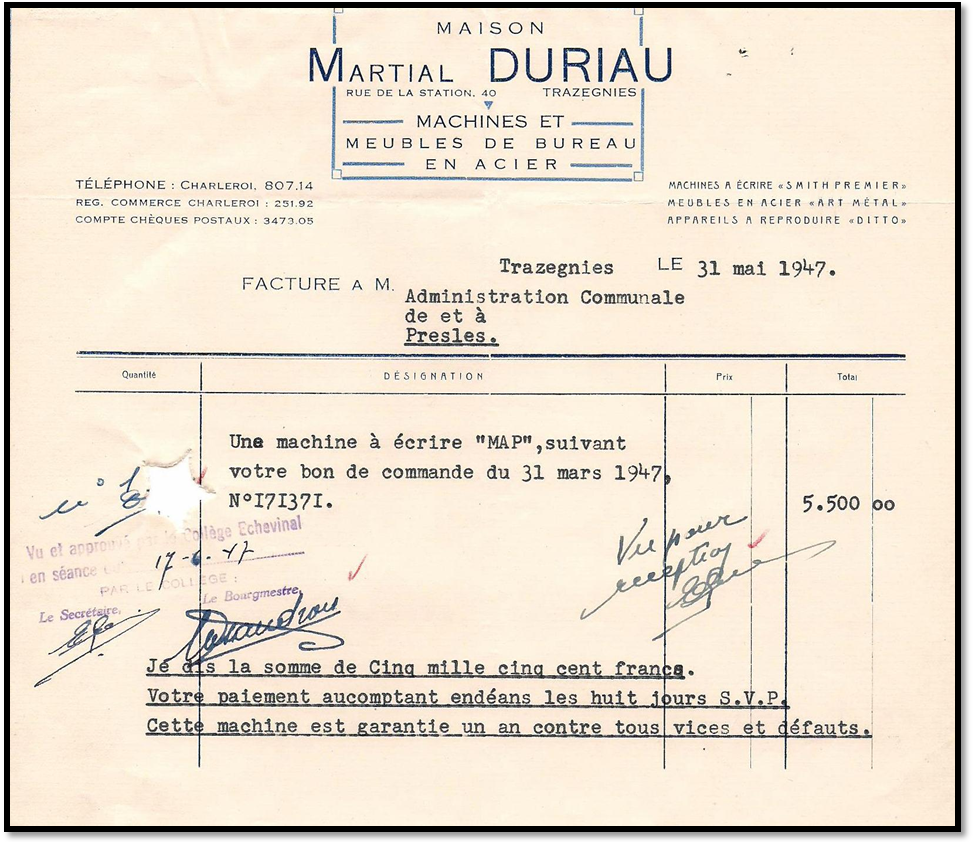 MAISON
MARTIAL DURIAU
RUE DE LA STATION, 40 TRAZEGNIES
MACHINES ET
MEUBLES DE BUREAU
EN ACIER
TÉLÉPHONE : CHARLEROI, 807.14
REG. COMMERCE CHARLEROI : 251.92
COMPTE CHÈQUES POSTAUX : 3473.05
MACHINES A ÉCRIRE «SMITH PREMIER»
MEUBLES EN ACIER «ART MÉTAL»
APPAREILS A REPRODUIRE «DITTO»
Trazegnies LE 31 mai 1947.
FACTURE A M. Administration Communale
de et à
Presles.
Quantité DÉSIGNATION Prix Total
Une machine à écrire "MAP",suivant
votre bon de commande du 31 mars 1947,
N°I7I37I. 5.500 oo
n°
Vu et approuvé par le Collège Echevinal
en séance du 17-6-47
PAR LE COLLÈGE :
Le Secrétaire, Le Bourgmestre,
Vu pour
reception
Je dis la somme de Cinq mille cinq cent francs.
Votre paiement aucomptant endéans les huit jours S.V.P.
Cette machine est garantie un an contre tous vices et défauts.